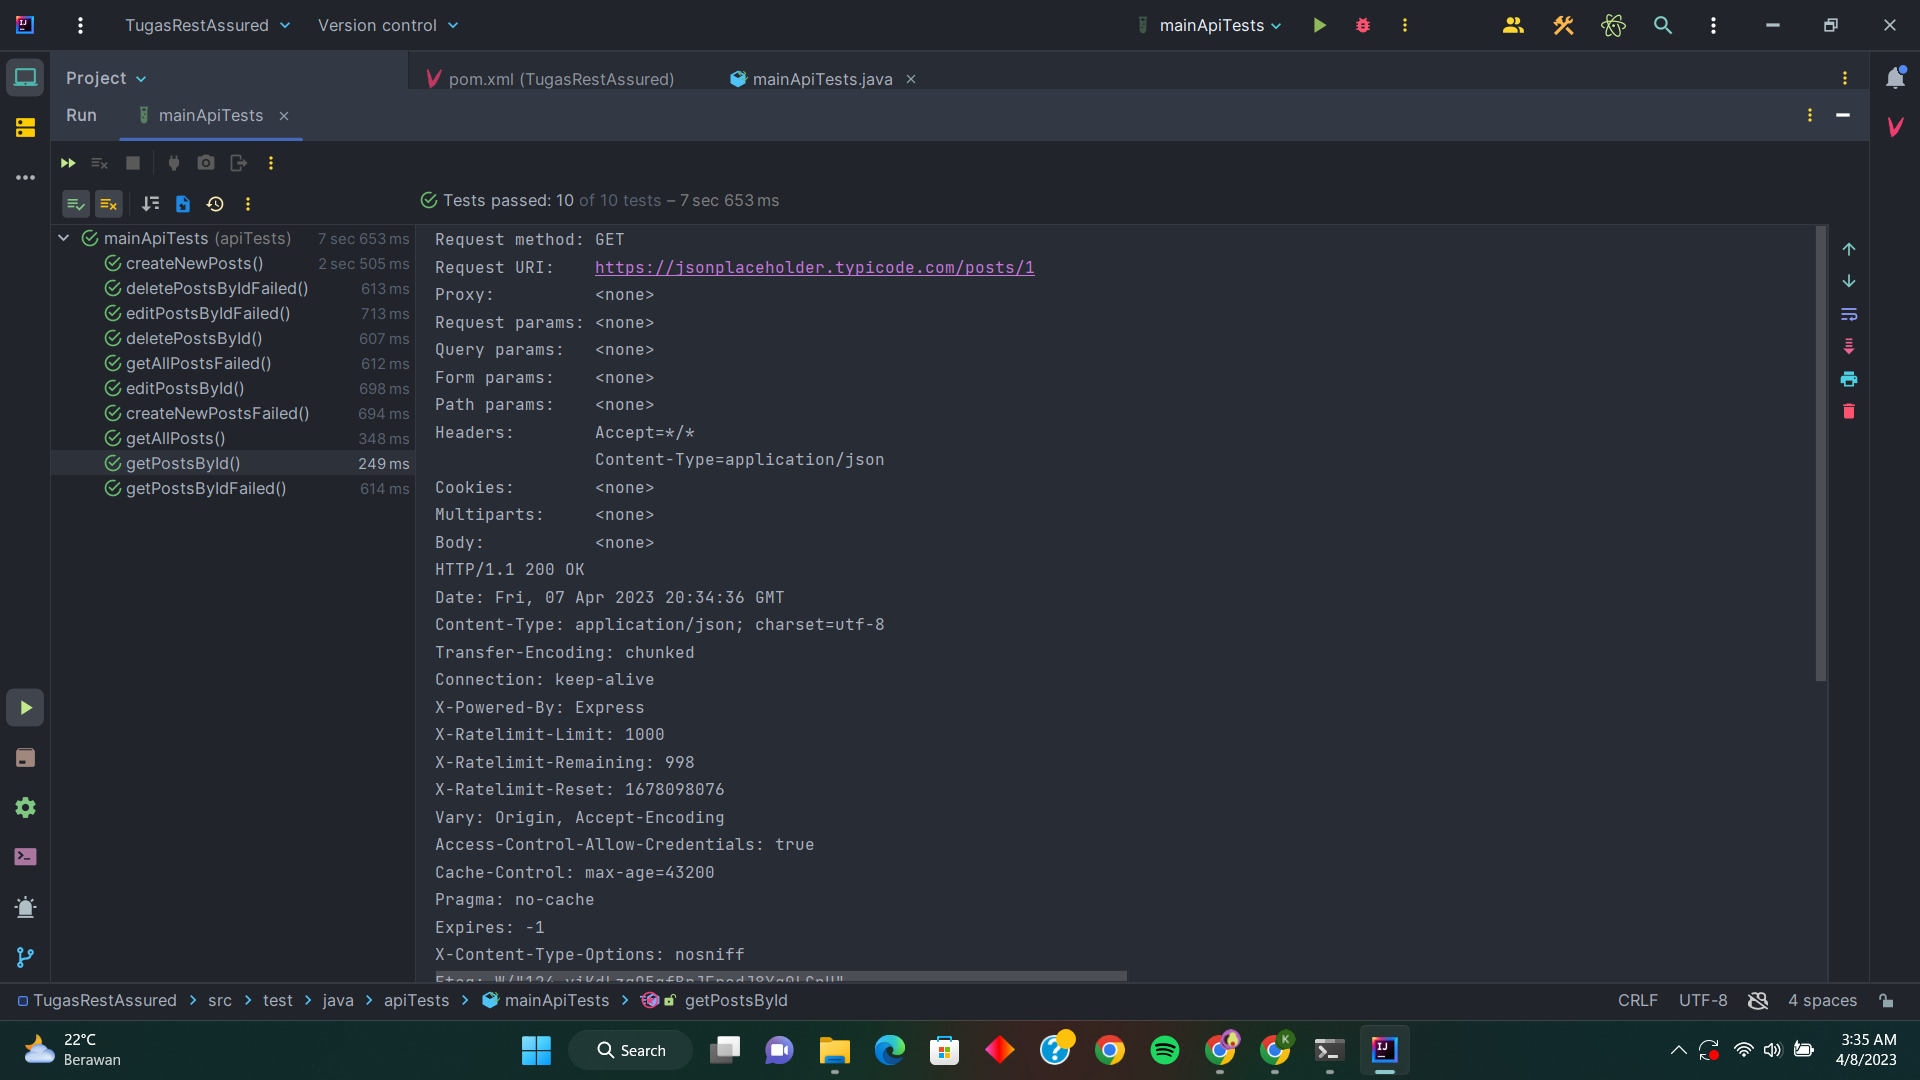 TugasRestAssured
Version control
mainApiTests
Project
pom.xml (TugasRestAssured)
mainApiTests.java
Run
mainApiTests
Tests passed: 10 of 10 tests – 7 sec 653 ms
mainApiTests (apiTests) 7 sec 653 ms
createNewPosts() 2 sec 505 ms
deletePostsByIdFailed() 613 ms
editPostsByIdFailed() 713 ms
deletePostsById() 607 ms
getAllPostsFailed() 612 ms
editPostsById() 698 ms
createNewPostsFailed() 694 ms
getAllPosts() 348 ms
getPostsById() 249 ms
getPostsByIdFailed() 614 ms
Request method: GET
Request URI: https://jsonplaceholder.typicode.com/posts/1
Proxy: <none>
Request params: <none>
Query params: <none>
Form params: <none>
Path params: <none>
Headers: Accept=*/*
Content-Type=application/json
Cookies: <none>
Multiparts: <none>
Body: <none>
HTTP/1.1 200 OK
Date: Fri, 07 Apr 2023 20:34:36 GMT
Content-Type: application/json; charset=utf-8
Transfer-Encoding: chunked
Connection: keep-alive
X-Powered-By: Express
X-Ratelimit-Limit: 1000
X-Ratelimit-Remaining: 998
X-Ratelimit-Reset: 1678098076
Vary: Origin, Accept-Encoding
Access-Control-Allow-Credentials: true
Cache-Control: max-age=43200
Pragma: no-cache
Expires: -1
X-Content-Type-Options: nosniff
TugasRestAssured > src > test > java > apiTests > mainApiTests > getPostsById
CRLF UTF-8 4 spaces
22°C
Berawan
Search
3:35 AM
4/8/2023